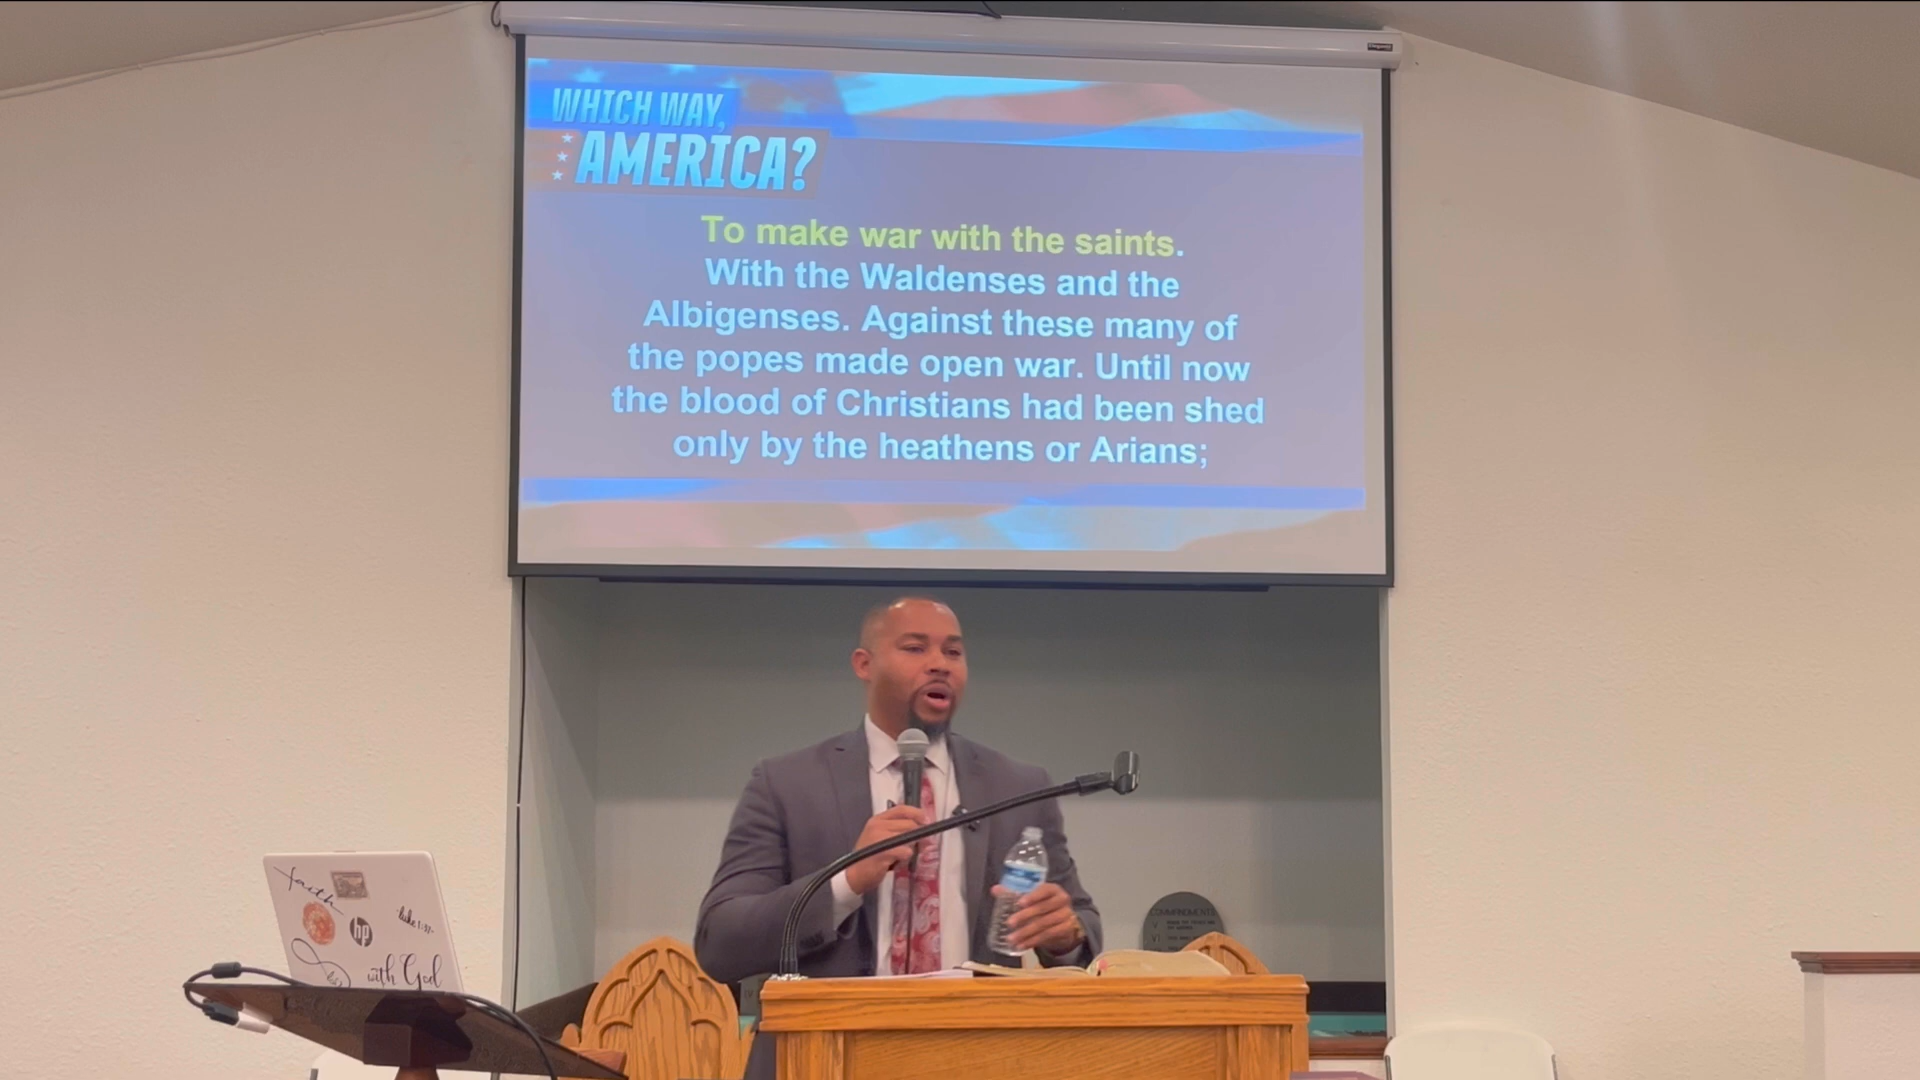 WHICH WAY,
AMERICA?
To make war with the saints.
With the Waldenses and the
Albigenses. Against these many of
the popes made open war. Until now
the blood of Christians had been shed
only by the heathens or Arians;
faith
hp
luke 1:37
with God
COMMANDMENTS
V
VI